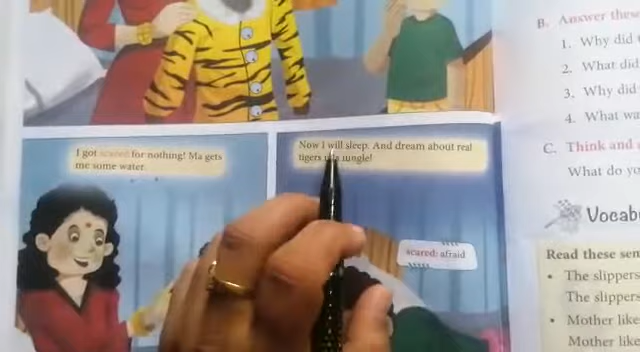 I got scared for nothing! Ma gets
me some water.
Now I will sleep. And dream about real
tigers jungle!
scared: afraid
B. Answer these
1. Why did
2. What did
3. Why did
4. What wa
C. Think and
What do yo
Vocab
Read these sen
• The slippers
The slippers
• Mother like
Mother like